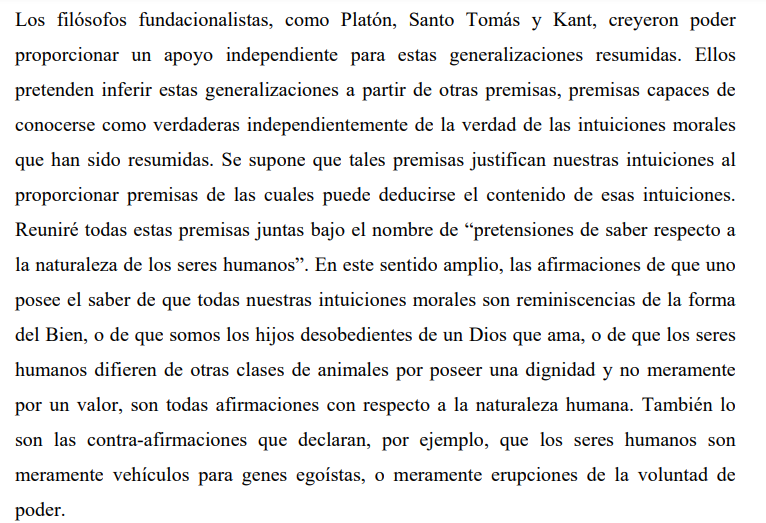 Los filósofos fundacionalistas, como Platón, Santo Tomás y Kant, creyeron poder
proporcionar un apoyo independiente para estas generalizaciones resumidas. Ellos
pretenden inferir estas generalizaciones a partir de otras premisas, premisas capaces de
conocerse como verdaderas independientemente de la verdad de las intuiciones morales
que han sido resumidas. Se supone que tales premisas justifican nuestras intuiciones al
proporcionar premisas de las cuales puede deducirse el contenido de esas intuiciones.
Reuniré todas estas premisas juntas bajo el nombre de “pretensiones de saber respecto a
la naturaleza de los seres humanos”. En este sentido amplio, las afirmaciones de que uno
posee el saber de que todas nuestras intuiciones morales son reminiscencias de la forma
del Bien, o de que somos los hijos desobedientes de un Dios que ama, o de que los seres
humanos difieren de otras clases de animales por poseer una dignidad y no meramente
por un valor, son todas afirmaciones con respecto a la naturaleza humana. También lo
son las contra-afirmaciones que declaran, por ejemplo, que los seres humanos son
meramente vehículos para genes egoístas, o meramente erupciones de la voluntad de
poder.